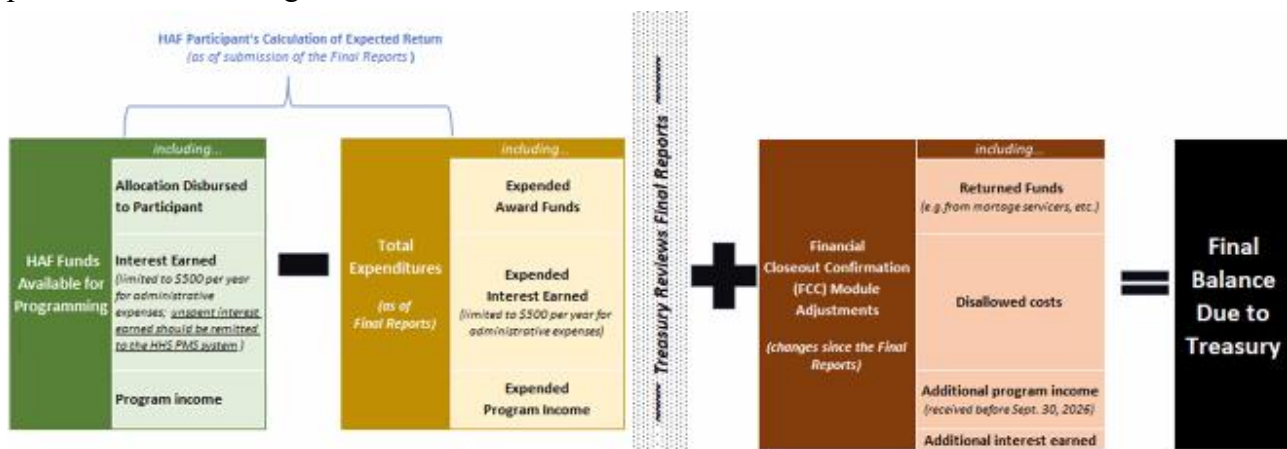 HAF Participant's Calculation of Expected Return
(as of submission of the Final Reports )
HAF Funds
Available for
Programming
including...
Allocation Disbursed
to Participant
Interest Earned
(limited to $500 per year
for administrative
expenses; unspent interest
earned should be remitted
to the HHS PMS system )
Program income
Total
Expenditures
(as of
Final Reports)
including...
Expended
Award Funds
Expended
Interest Earned
(limited to $500 per year for
administrative expenses)
Expended
Program Income
Treasury Reviews Final Reports
Financial
Closeout Confirmation
(FCC) Module
Adjustments
(changes since the Final
Reports)
including...
Returned Funds
(e.g. from mortage servicers, etc.)
Disallowed costs
Additional program income
(received before Sept. 30, 2026)
Additional interest earned
Final
Balance
Due to
Treasury